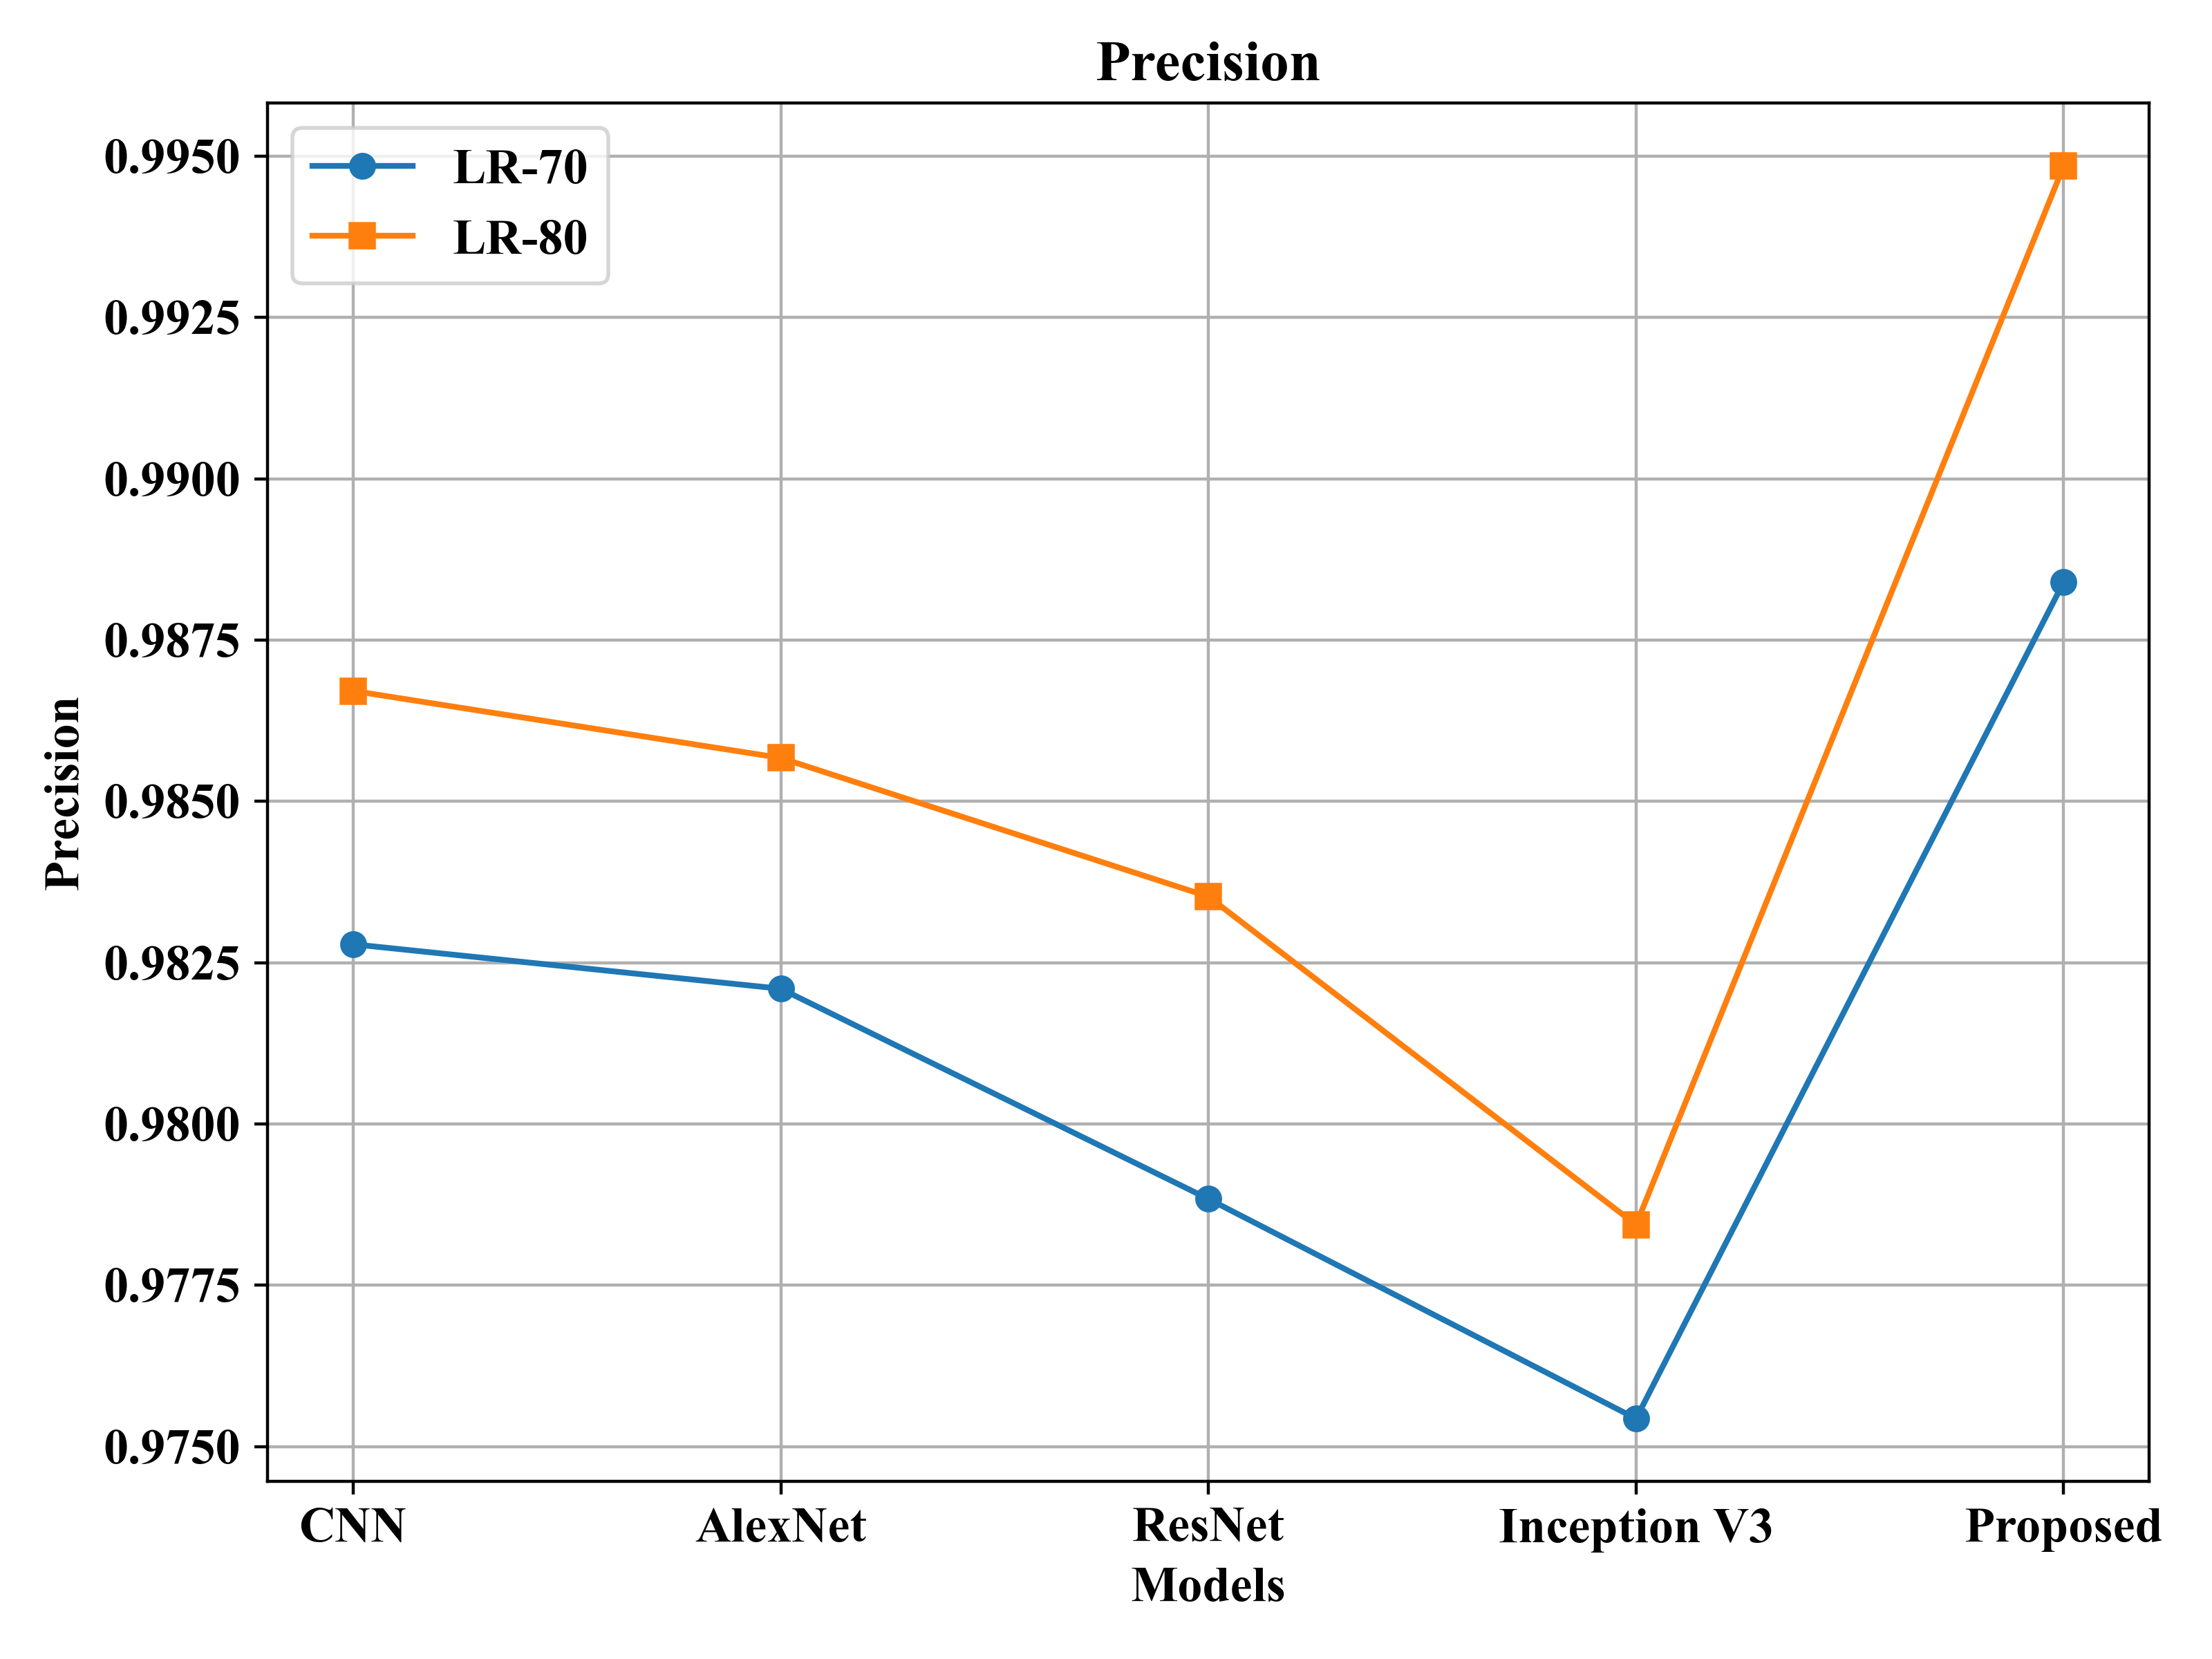 Precision
0.9950
0.9925
0.9900
0.9875
0.9850
0.9825
0.9800
0.9775
0.9750
Precision
LR-70
LR-80
CNN AlexNet ResNet Inception V3 Proposed
Models